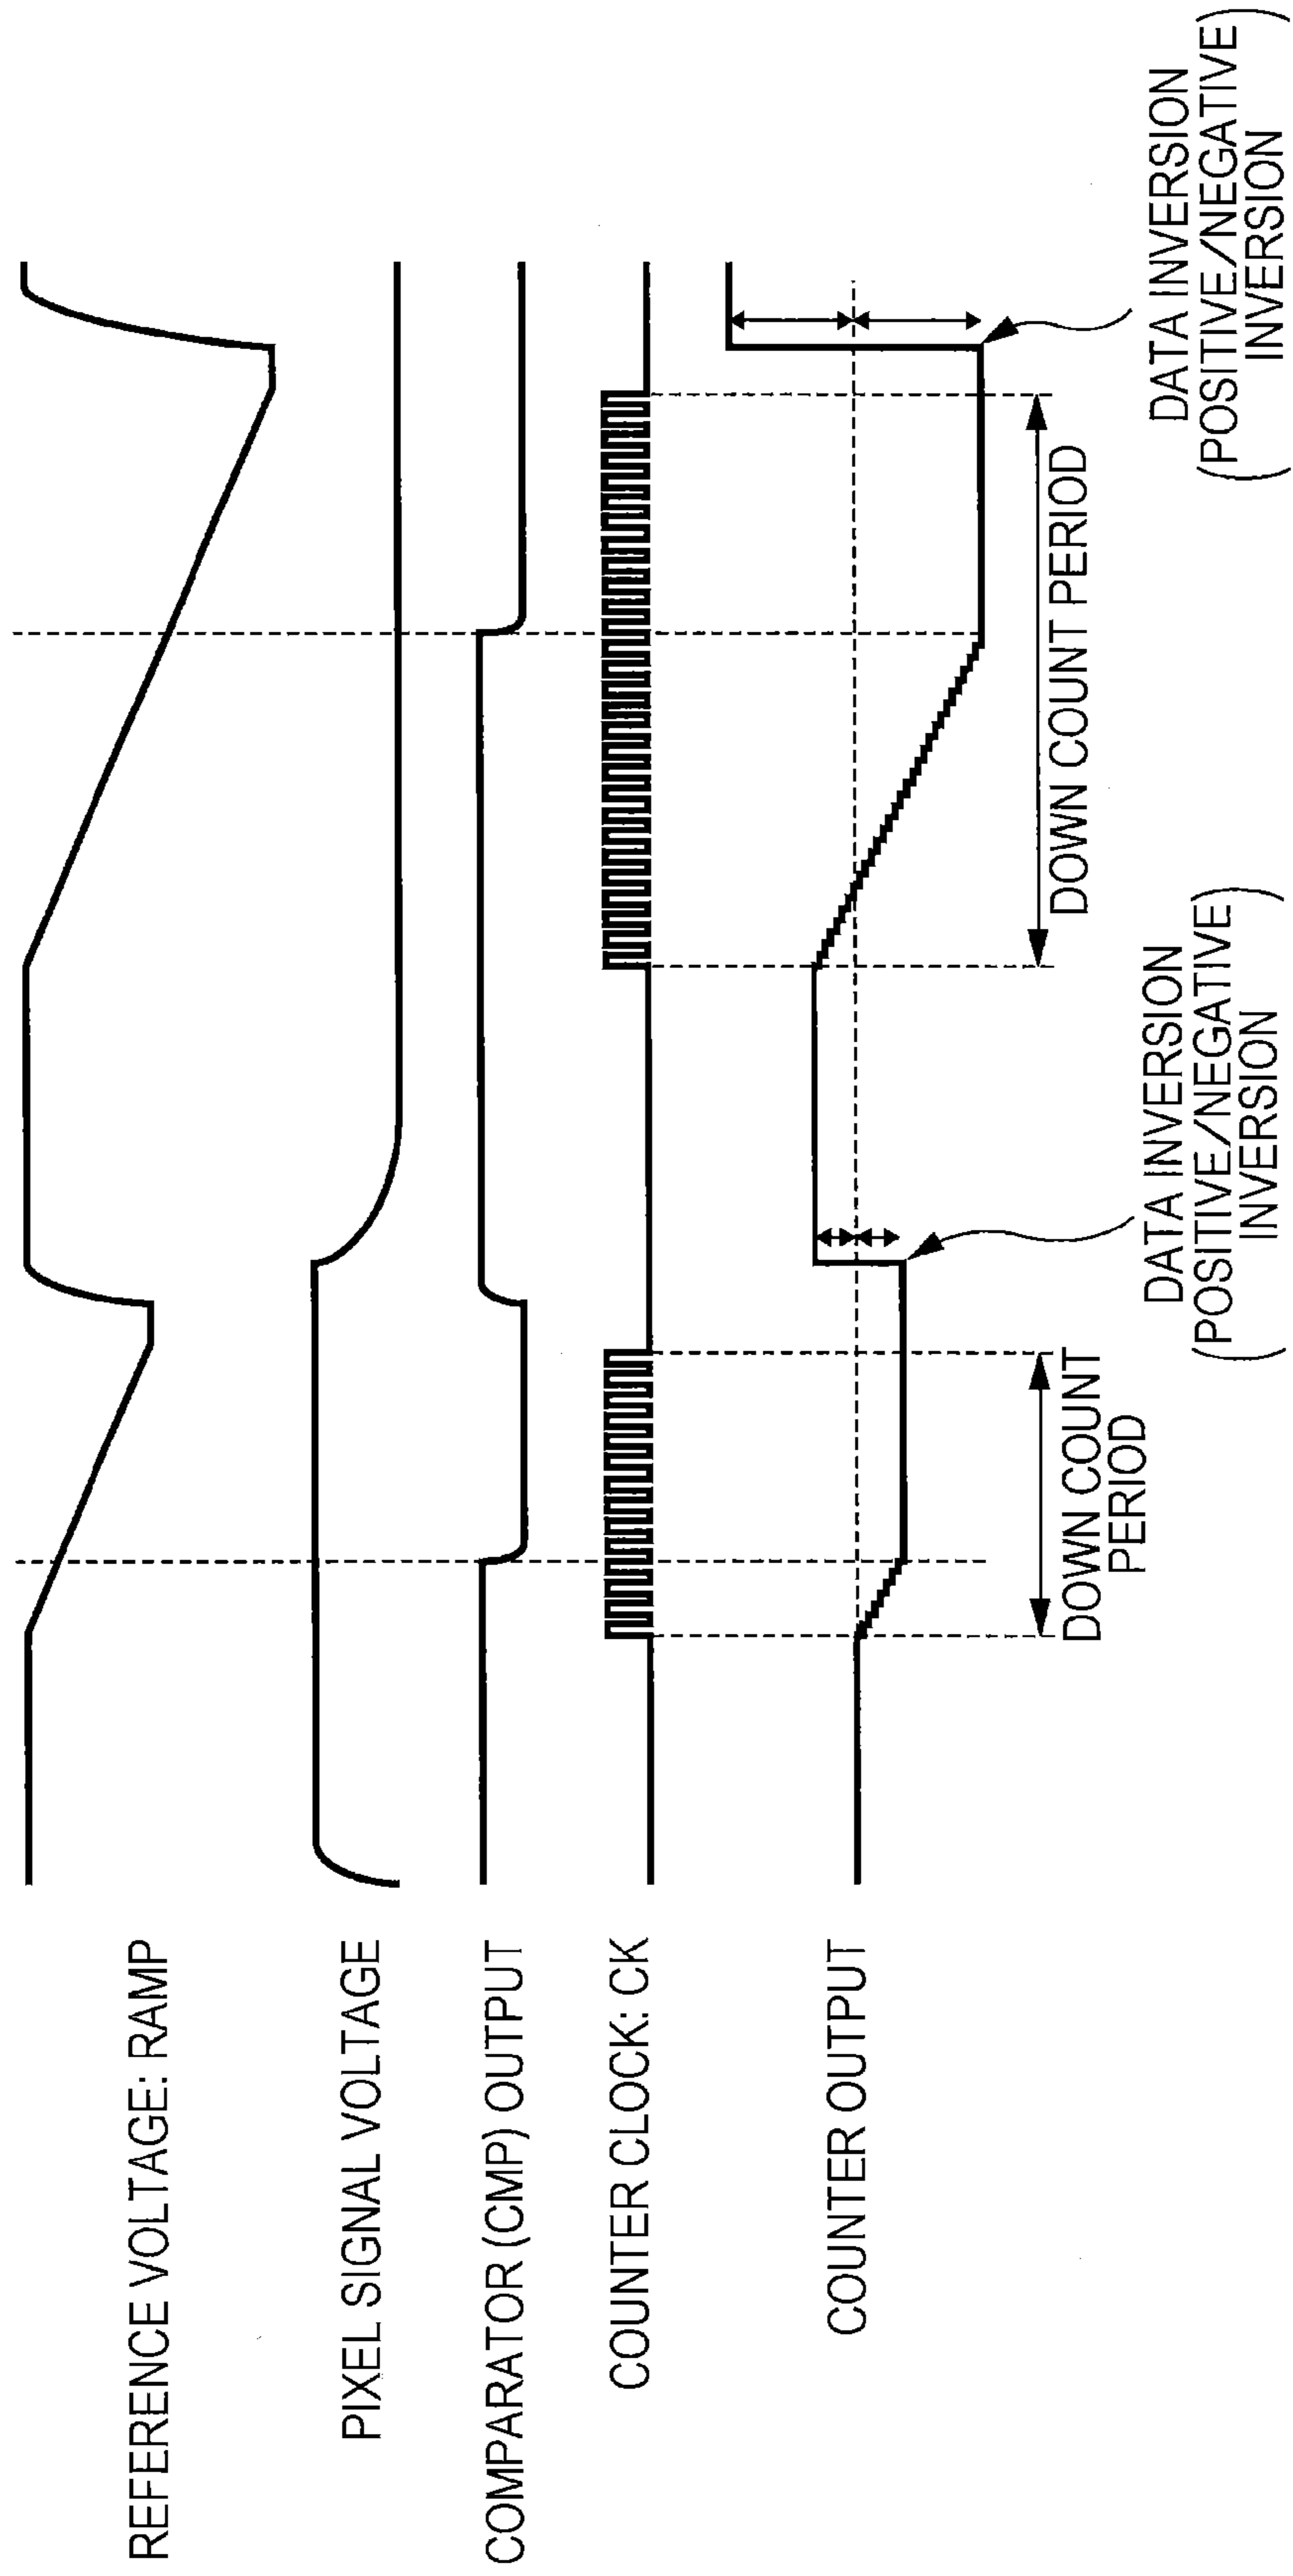 REFERENCE VOLTAGE: RAMP
PIXEL SIGNAL VOLTAGE
COMPARATOR (CMP) OUTPUT
COUNTER CLOCK: CK
COUNTER OUTPUT
DOWN COUNT
PERIOD
DATA INVERSION
(POSITIVE/NEGATIVE
INVERSION)
DOWN COUNT PERIOD
DATA INVERSION
(POSITIVE/NEGATIVE
INVERSION)